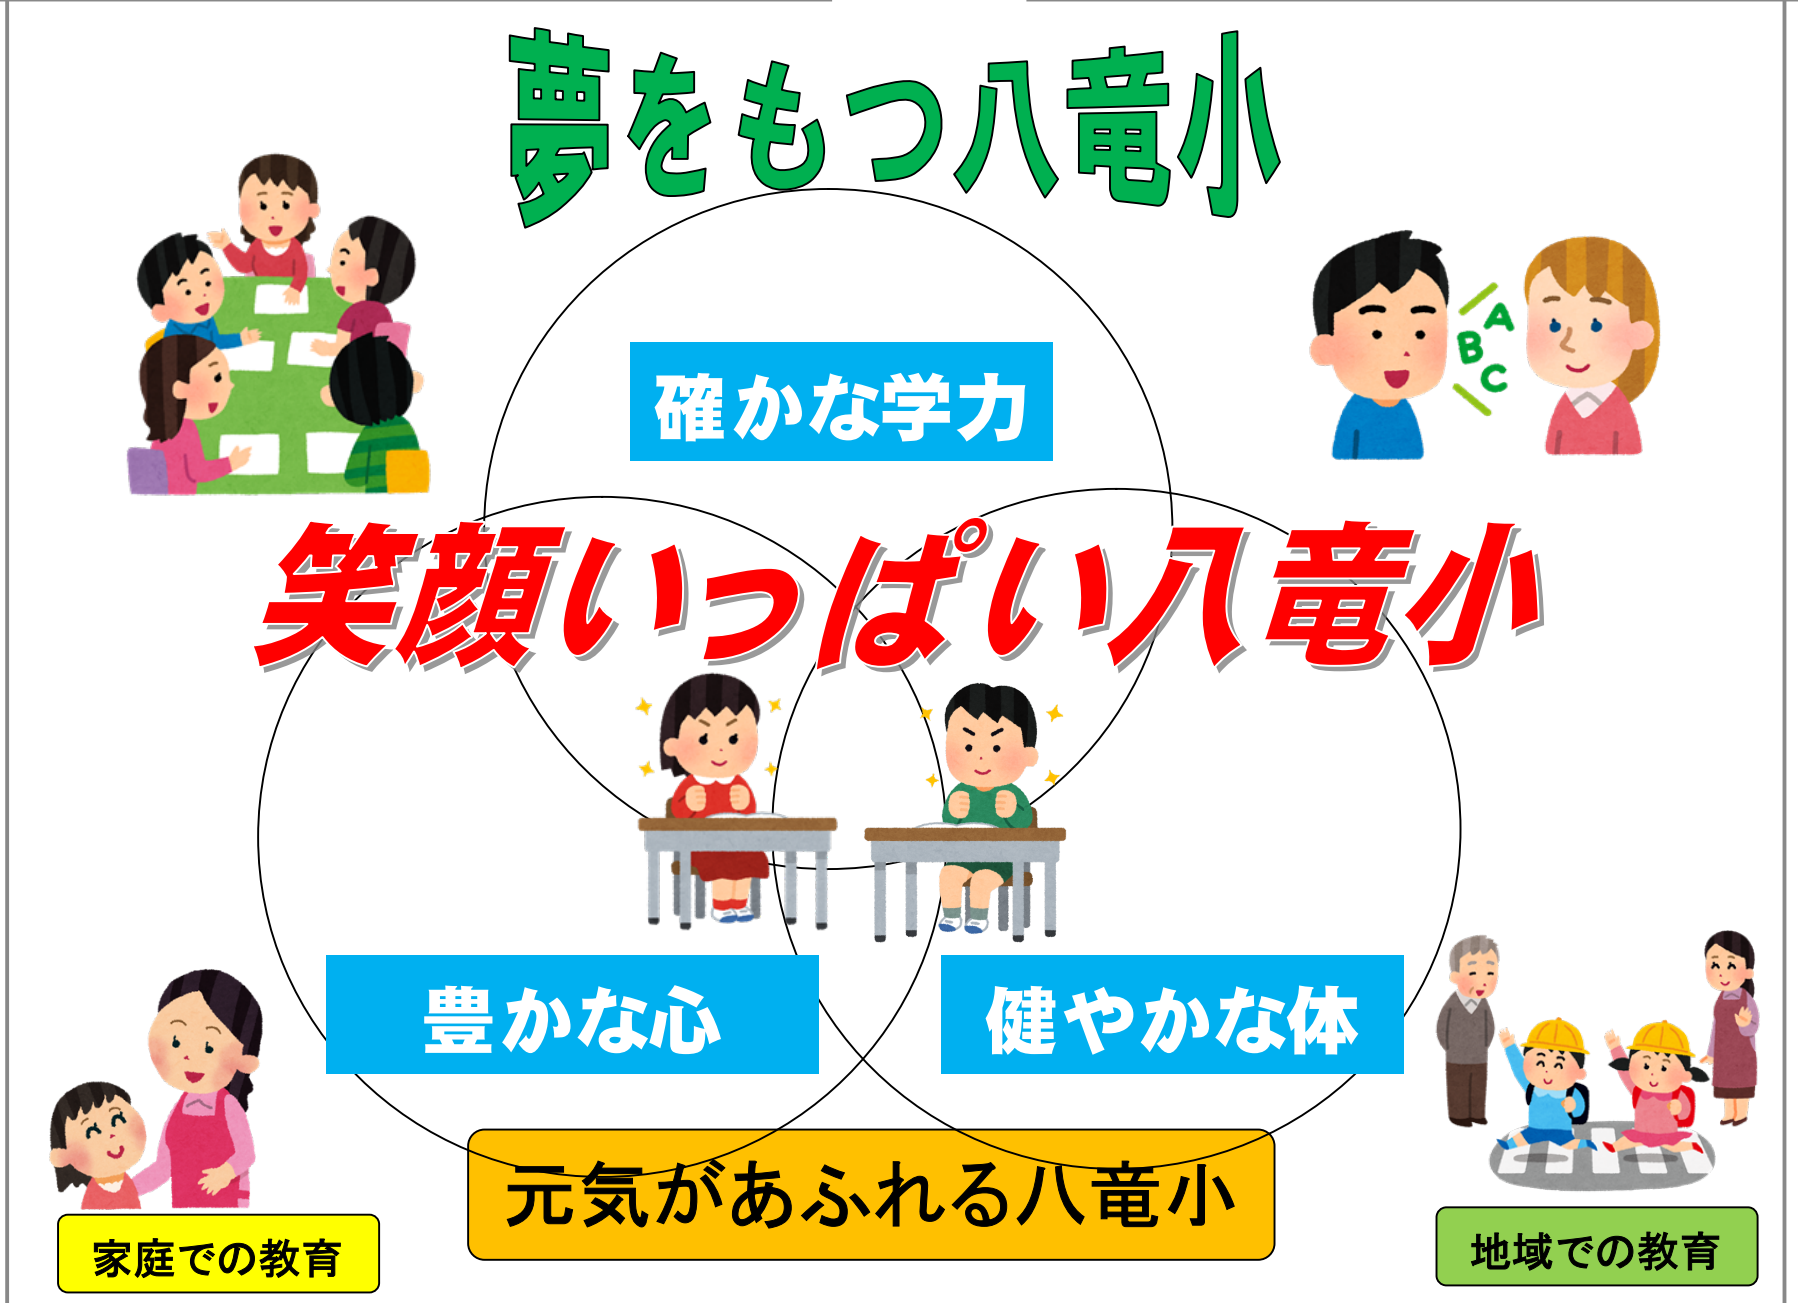 夢をもつ八竜小
A
B
C
確かな学力
笑顔いっぱい八竜小
豊かな心
健やかな体
元気があふれる八竜小
家庭での教育
地域での教育